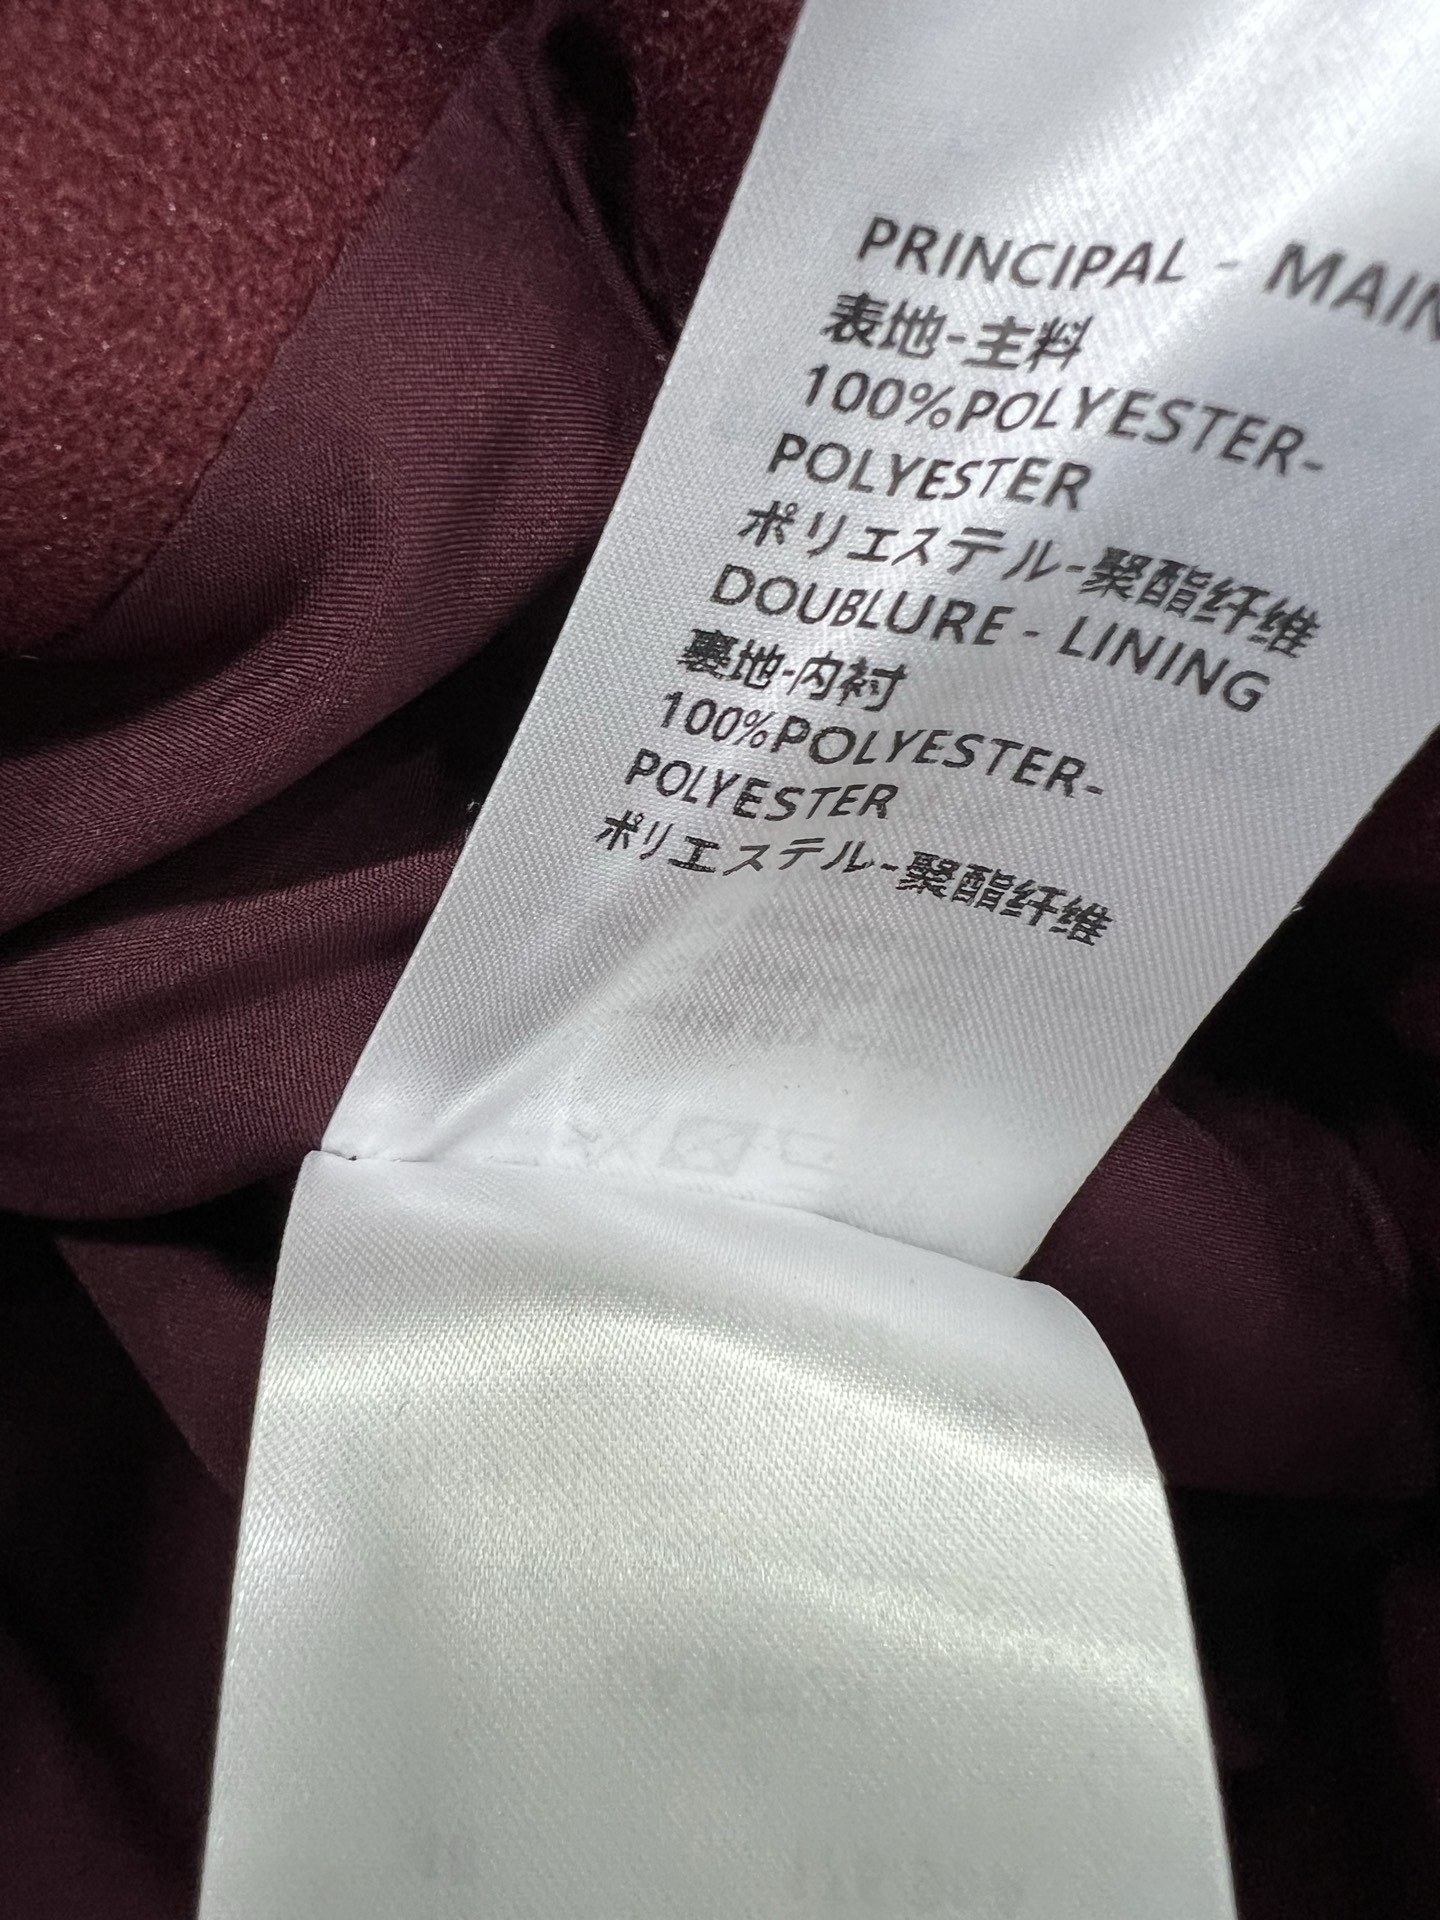 PRINCIPAL - MAIN
表地-主料
100%POLYESTER-
POLYESTER
ポリエステル-聚酯纤维
DOUBLURE - LINING
裏地-内衬
100%POLYESTER-
POLYESTER
ポリエステル-聚酯纤维